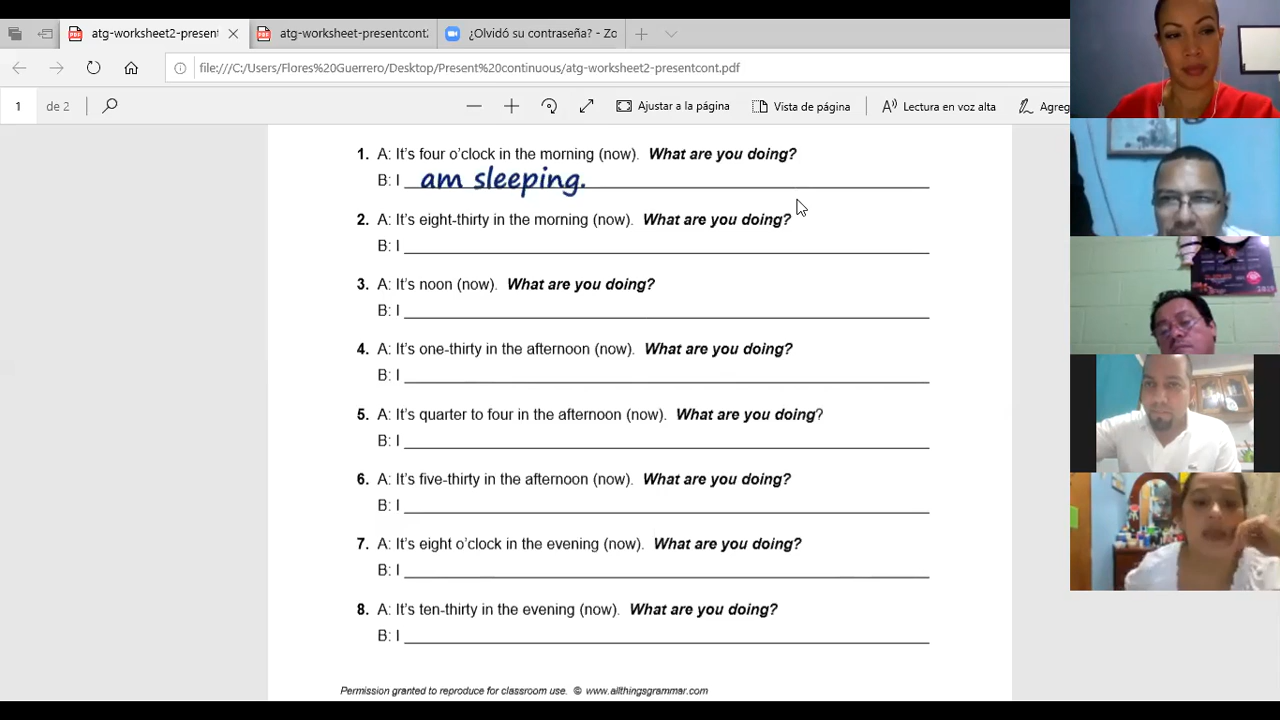 atg-worksheet2-present
atg-worksheet-presentcont2
¿Olvidó su contraseña? - Zo
file:///C:/Users/Flores%20Guerrero/Desktop/Present%20continuous/atg-worksheet2-presentcont.pdf
1 de 2 Ajustar a la página Vista de página Lectura en voz alta Agreg
1. A: It's four o'clock in the morning (now). What are you doing?
B: I am sleeping.
2. A: It's eight-thirty in the morning (now). What are you doing?
B: I
3. A: It's noon (now). What are you doing?
B: I
4. A: It's one-thirty in the afternoon (now). What are you doing?
B: I
5. A: It's quarter to four in the afternoon (now). What are you doing?
B: I
6. A: It's five-thirty in the afternoon (now). What are you doing?
B: I
7. A: It's eight o'clock in the evening (now). What are you doing?
B: I
8. A: It's ten-thirty in the evening (now). What are you doing?
B: I
Permission granted to reproduce for classroom use. © www.allthingsgrammar.com
2019